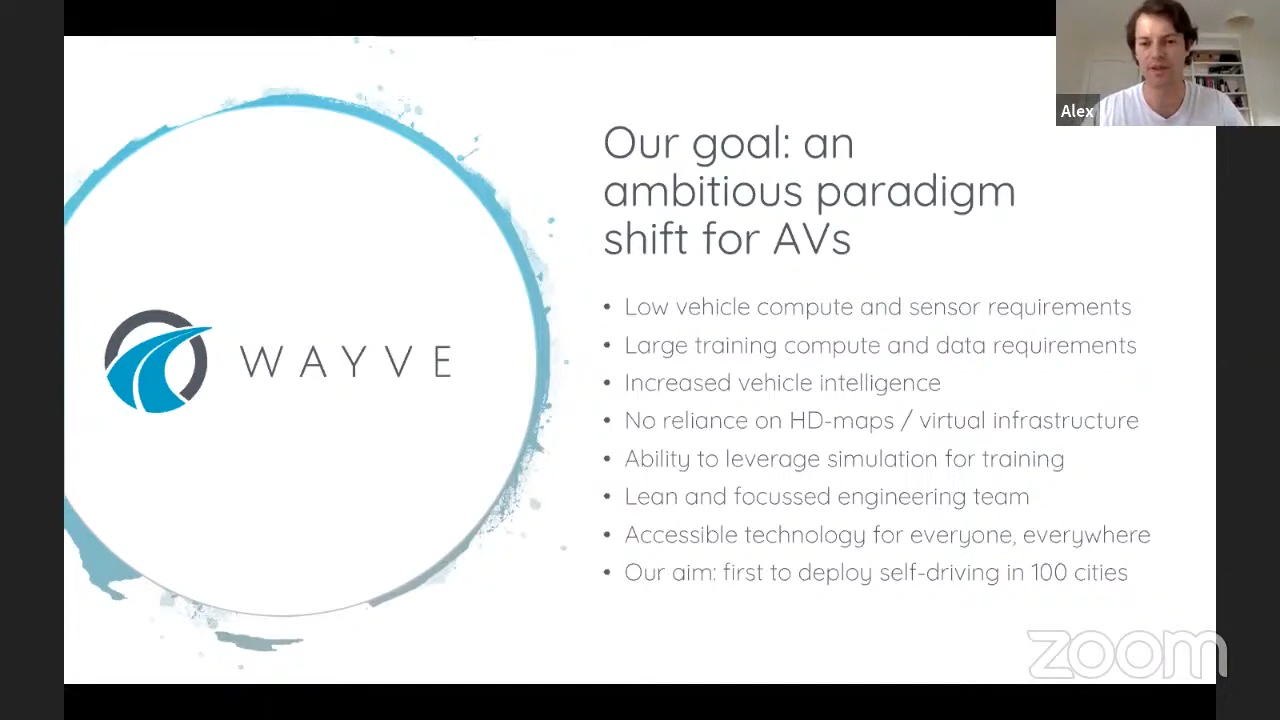 Alex
Our goal: an
ambitious paradigm
shift for AVs
WAYVE
• Low vehicle compute and sensor requirements
• Large training compute and data requirements
• Increased vehicle intelligence
• No reliance on HD-maps / virtual infrastructure
• Ability to leverage simulation for training
• Lean and focussed engineering team
• Accessible technology for everyone, everywhere
• Our aim: first to deploy self-driving in 100 cities
zoom